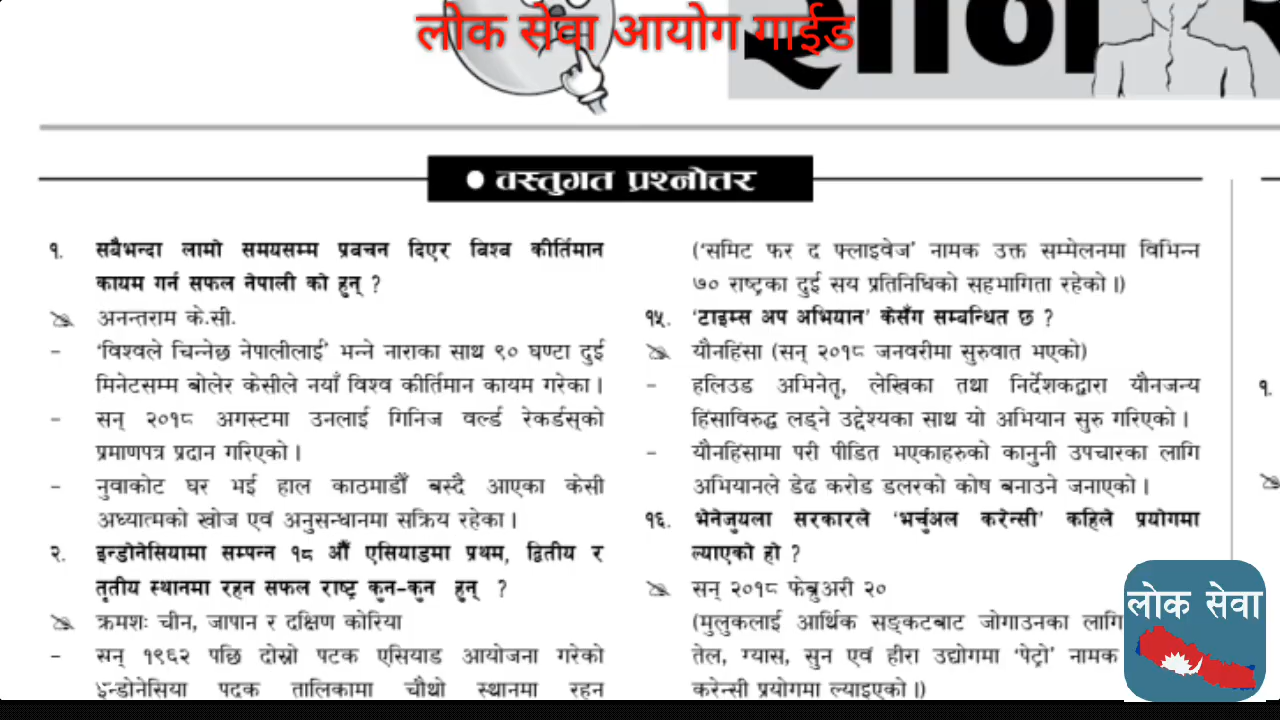 लोक सेवा आयोग गाईड
ज्ञान
● वस्तुगत प्रश्नोत्तर
१. सबैभन्दा लामो समयसम्म प्रवचन दिएर विश्व कीर्तिमान
कायम गर्न सफल नेपाली को हुन् ?
अनन्तराम के.सी.
- 'विश्वले चिन्नेछ नेपालीलाई' भन्ने नाराका साथ ९० घण्टा दुई
मिनेटसम्म बोलेर केसीले नयाँ विश्व कीर्तिमान कायम गरेका ।
- सन् २०१८ अगस्टमा उनलाई गिनिज वर्ल्ड रेकर्डस्को
प्रमाणपत्र प्रदान गरिएको ।
- नुवाकोट घर भई हाल काठमाडौँ बस्दै आएका केसी
अध्यात्मको खोज एवं अनुसन्धानमा सक्रिय रहेका ।
२. इन्डोनेसियामा सम्पन्न १८ औँ एसियाडमा प्रथम, द्वितीय र
तृतीय स्थानमा रहन सफल राष्ट्र कुन-कुन हुन् ?
क्रमशः चीन, जापान र दक्षिण कोरिया
- सन् १९६२ पछि दोस्रो पटक एसियाड आयोजना गरेको
इन्डोनेसिया पदक तालिकामा चौथो स्थानमा रहन
('समिट फर द फ्लाइवेज' नामक उक्त सम्मेलनमा विभिन्न
७० राष्ट्रका दुई सय प्रतिनिधिको सहभागिता रहेको ।)
१५. 'टाइम्स अप अभियान' केसँग सम्बन्धित छ ?
यौनहिंसा (सन् २०१८ जनवरीमा सुरुवात भएको)
- हलिउड अभिनेतृ, लेखिका तथा निर्देशकद्वारा यौनजन्य
हिंसाविरुद्ध लड्ने उद्देश्यका साथ यो अभियान सुरु गरिएको ।
- यौनहिंसामा परी पीडित भएकाहरुको कानुनी उपचारका लागि
अभियानले डेढ करोड डलरको कोष बनाउने जनाएको ।
१६. भेनेजुयला सरकारले 'भर्चुअल करेन्सी' कहिले प्रयोगमा
ल्याएको हो ?
सन् २०१८ फेब्रुअरी २०
(मुलुकलाई आर्थिक सङ्कटबाट जोगाउनका लागि
तेल, ग्यास, सुन एवं हीरा उद्योगमा 'पेट्रो' नामक
करेन्सी प्रयोगमा ल्याइएको ।)
१.
लोक सेवा